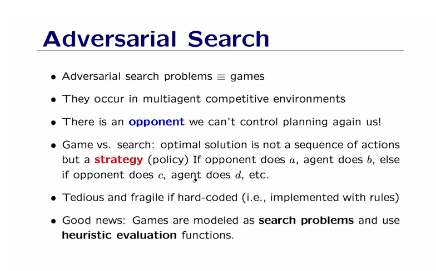 Adversarial Search
• Adversarial search problems ≡ games
• They occur in multiagent competitive environments
• There is an opponent we can't control planning again us!
• Game vs. search: optimal solution is not a sequence of actions
but a strategy (policy) If opponent does a, agent does b, else
if opponent does c, agent does d, etc.
• Tedious and fragile if hard-coded (i.e., implemented with rules)
• Good news: Games are modeled as search problems and use
heuristic evaluation functions.